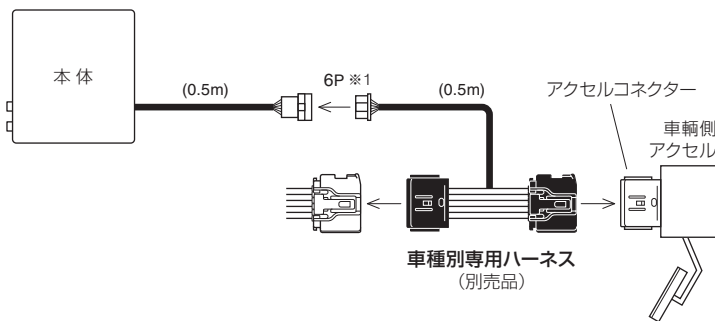 本体
(0.5m)
6P ※1
(0.5m)
アクセルコネクター
車輌側
アクセル
車種別専用ハーネス
(別売品)